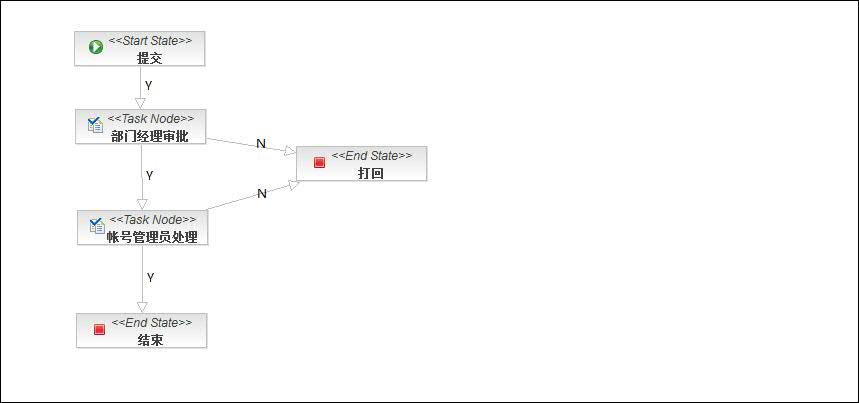 <<Start State>>
提交
Y
<<Task Node>>
部门经理审批
N
<<End State>>
打回
Y
N
<<Task Node>>
帐号管理员处理
Y
<<End State>>
结束